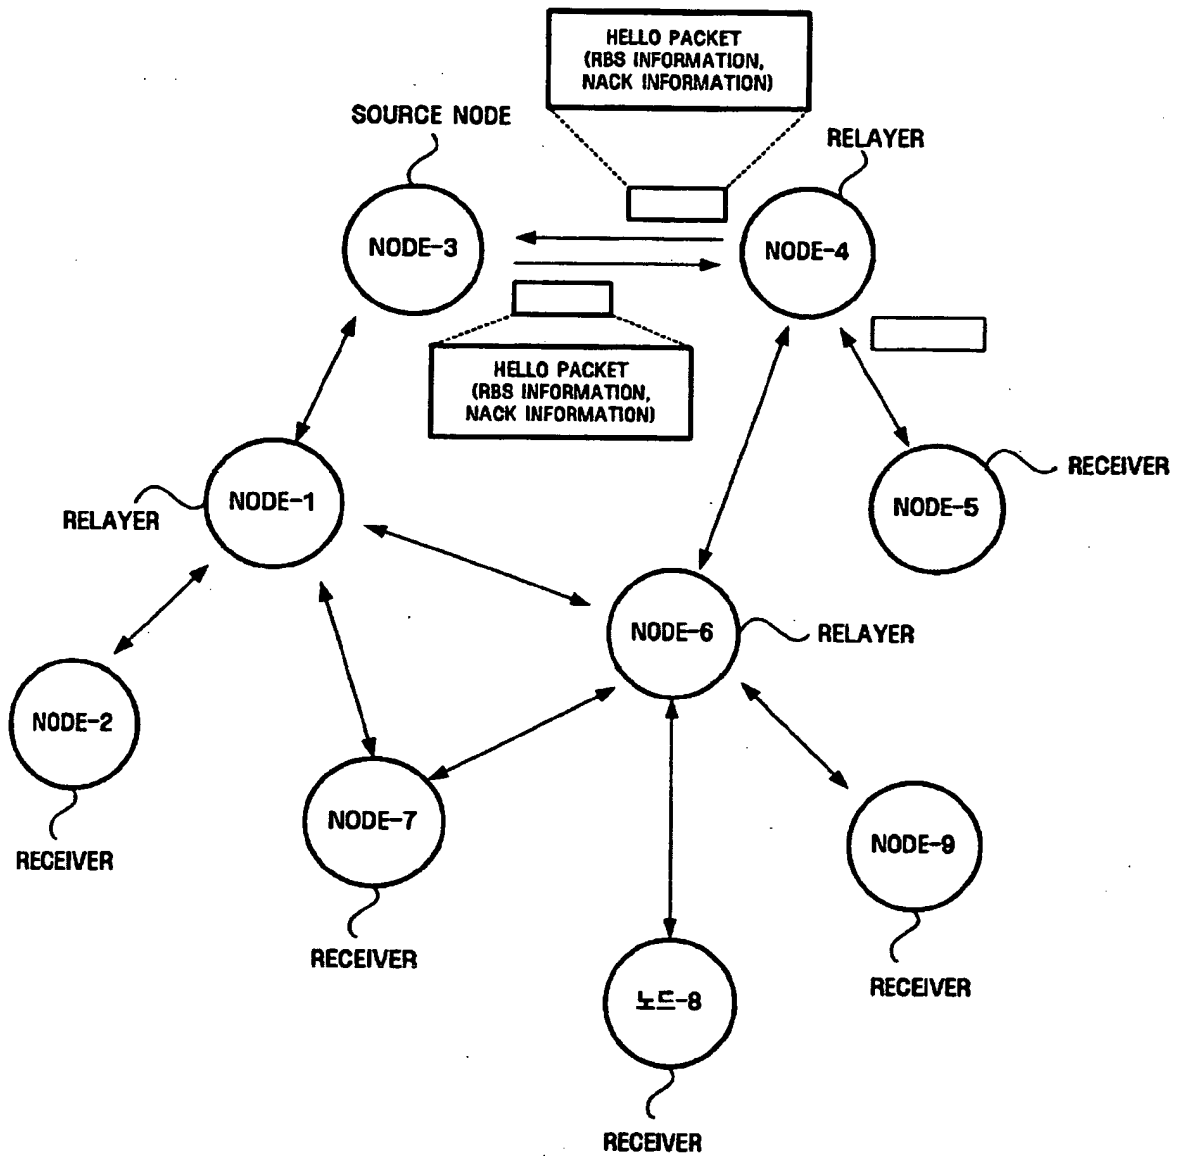 HELLO PACKET
(RBS INFORMATION,
NACK INFORMATION)
SOURCE NODE
RELAYER
NODE-3
NODE-4
HELLO PACKET
(RBS INFORMATION,
NACK INFORMATION)
RECEIVER
NODE-1
NODE-5
RELAYER
NODE-6
RELAYER
NODE-2
NODE-7
NODE-9
RECEIVER
RECEIVER
RECEIVER
노드-8
RECEIVER